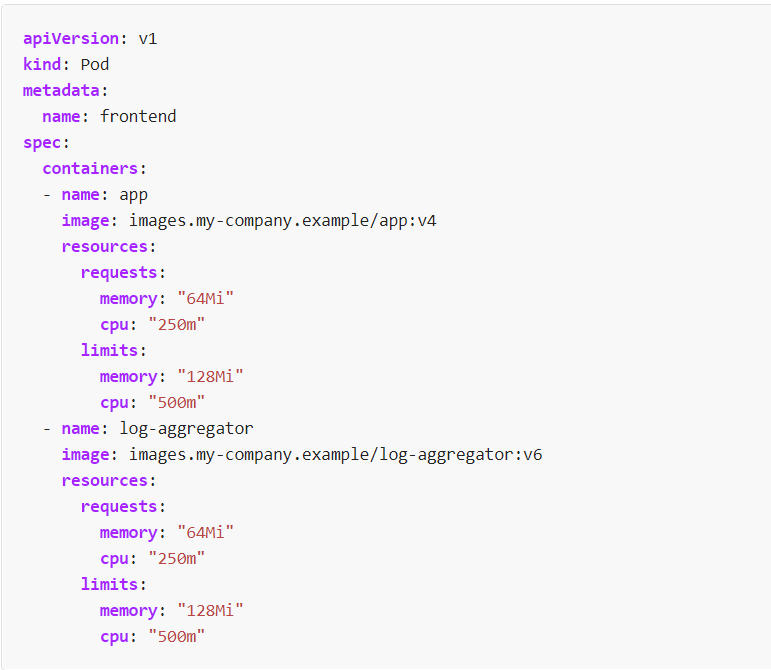 apiVersion: v1
kind: Pod
metadata:
  name: frontend
spec:
  containers:
  - name: app
    image: images.my-company.example/app:v4
    resources:
      requests:
        memory: "64Mi"
        cpu: "250m"
      limits:
        memory: "128Mi"
        cpu: "500m"
  - name: log-aggregator
    image: images.my-company.example/log-aggregator:v6
    resources:
      requests:
        memory: "64Mi"
        cpu: "250m"
      limits:
        memory: "128Mi"
        cpu: "500m"